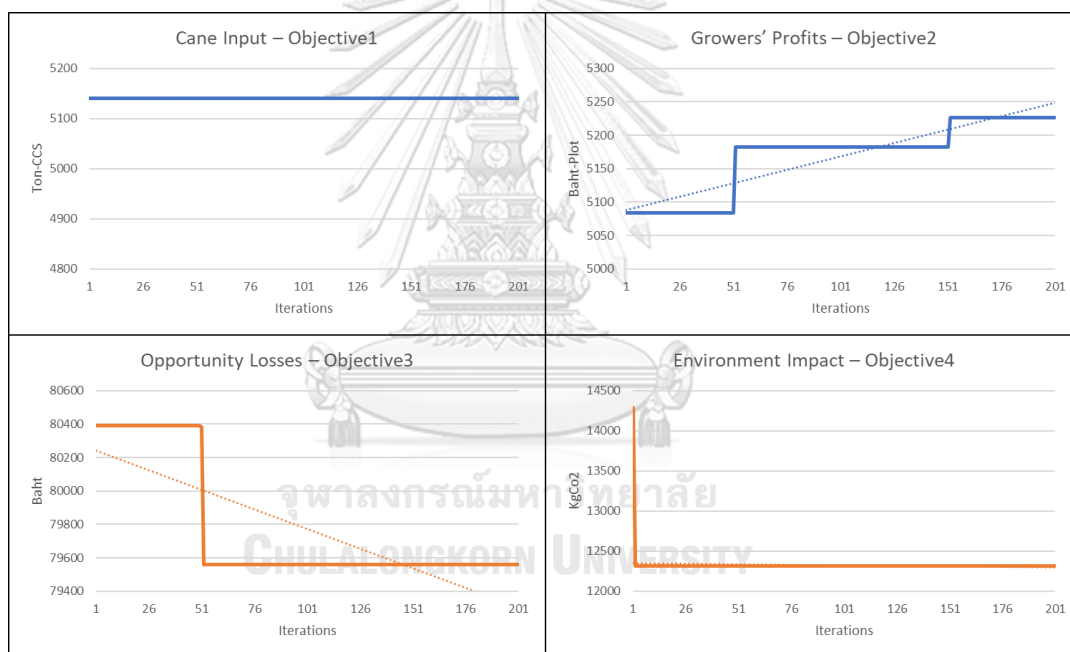 Cane Input – Objective1
5200
5100
5000
4900
4800
Ton-CCS
1 26 51 76 101 126 151 176 201
Iterations
Growers' Profits – Objective2
5300
5250
5200
5150
5100
5050
5000
Baht-Plot
1 26 51 76 101 126 151 176 201
Iterations
Opportunity Losses – Objective3
80600
80400
80200
80000
79800
79600
79400
Baht
1 26 51 76 101 126 151 176 201
Iterations
Environment Impact – Objective4
14500
14000
13500
13000
12500
12000
KgCo2
1 26 51 76 101 126 151 176 201
Iterations
จุฬาลงกรณ์มหาวิทยาลัย
CHULALONGKORN UNIVERSITY